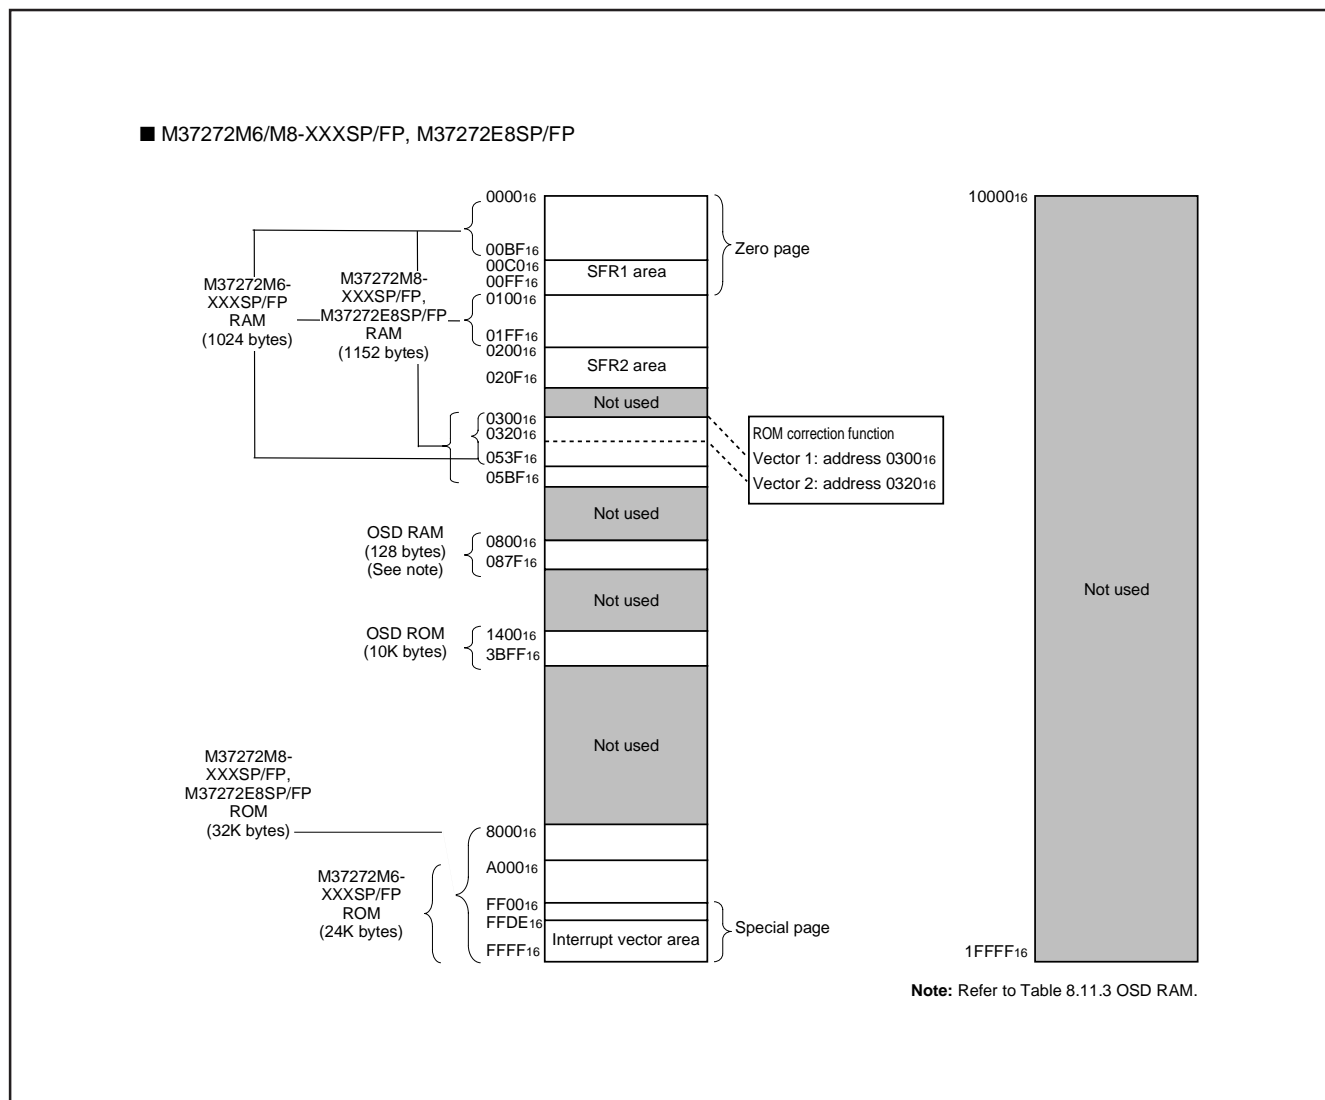 ■ M37272M6/M8-XXXSP/FP, M37272E8SP/FP
0000₁₆
00BF₁₆
00C0₁₆
00FF₁₆
0100₁₆
01FF₁₆
0200₁₆
020F₁₆
0300₁₆
0320₁₆
053F₁₆
05BF₁₆
0800₁₆
087F₁₆
1400₁₆
3BFF₁₆
8000₁₆
A000₁₆
FF00₁₆
FFDE₁₆
FFFF₁₆
M37272M6-
XXXSP/FP
RAM
(1024 bytes)
M37272M8-
XXXSP/FP,
M37272E8SP/FP
RAM
(1152 bytes)
OSD RAM
(128 bytes)
(See note)
OSD ROM
(10K bytes)
M37272M8-
XXXSP/FP,
M37272E8SP/FP
ROM
(32K bytes)
M37272M6-
XXXSP/FP
ROM
(24K bytes)
SFR1 area
SFR2 area
Not used
Not used
Not used
Not used
Interrupt vector area
Zero page
ROM correction function
Vector 1: address 0300₁₆
Vector 2: address 0320₁₆
Special page
10000₁₆
Not used
1FFFF₁₆
Note: Refer to Table 8.11.3 OSD RAM.